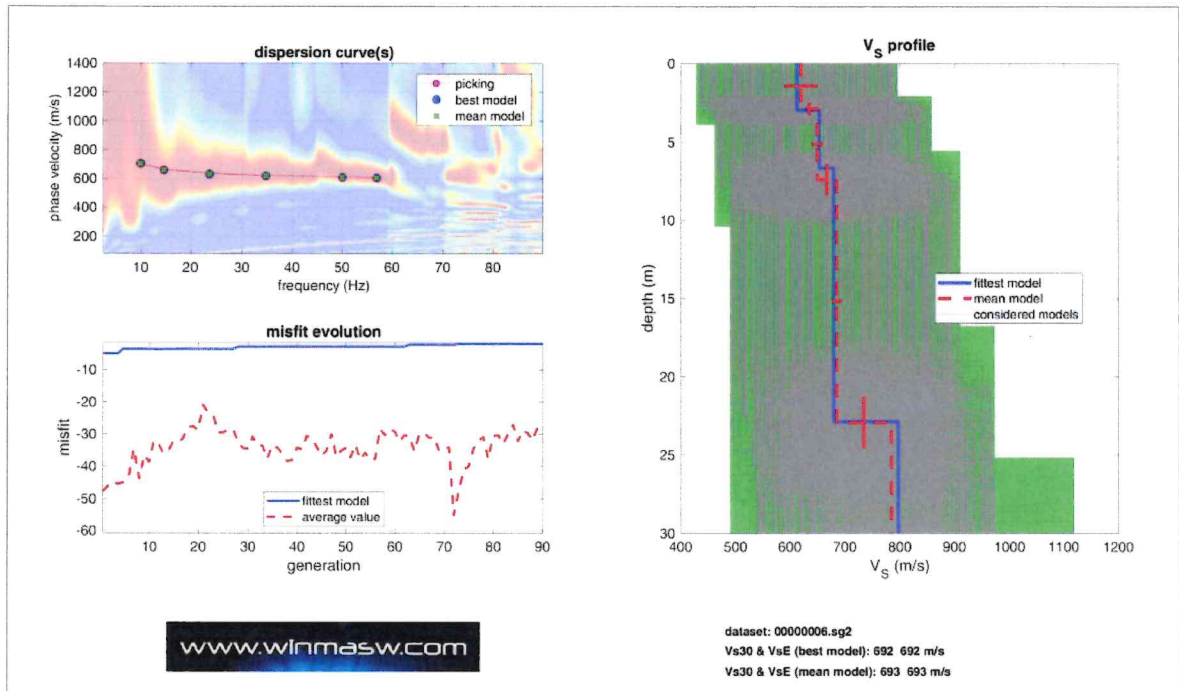 dispersion curve(s)
1400
1200
1000
800
600
400
200
phase velocity (m/s)
picking
best model
mean model
10 20 30 40 50 60 70 80
frequency (Hz)
misfit evolution
-10
-20
-30
-40
-50
-60
misfit
fittest model
average value
10 20 30 40 50 60 70 80 90
generation
www.winmasw.com
VS profile
0
5
10
15
20
25
30
depth (m)
fittest model
mean model
considered models
400 500 600 700 800 900 1000 1100 1200
VS (m/s)
dataset: 00000006.sg2
Vs30 & VsE (best model): 692 692 m/s
Vs30 & VsE (mean model): 693 693 m/s